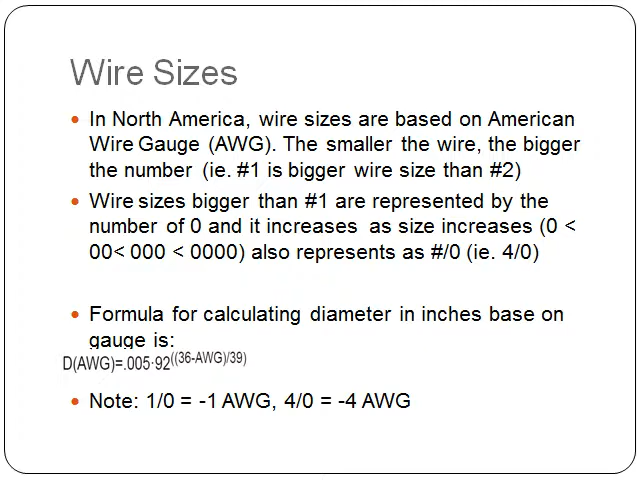 Wire Sizes
• In North America, wire sizes are based on American
Wire Gauge (AWG). The smaller the wire, the bigger
the number (ie. #1 is bigger wire size than #2)
• Wire sizes bigger than #1 are represented by the
number of 0 and it increases as size increases (0 <
00< 000 < 0000) also represents as #/0 (ie. 4/0)
• Formula for calculating diameter in inches base on
gauge is:
D(AWG)=.005·92((36-AWG)/39)
• Note: 1/0 = -1 AWG, 4/0 = -4 AWG